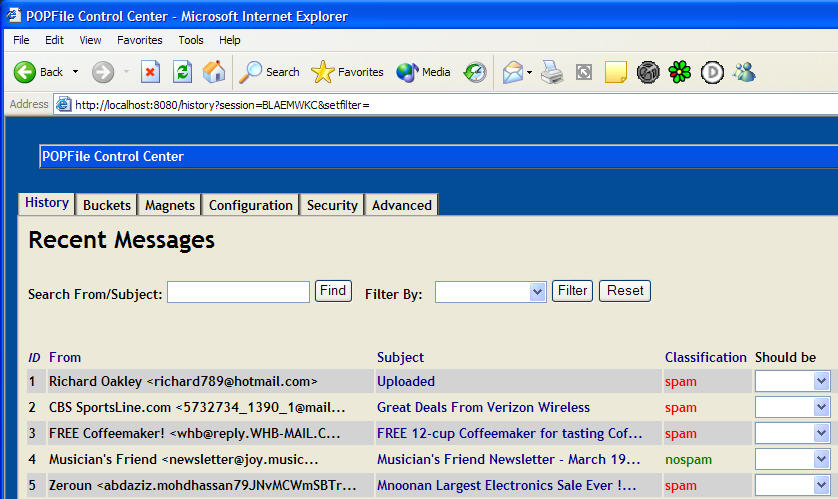 POPFile Control Center - Microsoft Internet Explorer
File Edit View Favorites Tools Help
Back Search Favorites Media
Address http://localhost:8080/history?session=BLAEMWKC&setfilter=
POPFile Control Center
History Buckets Magnets Configuration Security Advanced
Recent Messages
Search From/Subject: Find Filter By: Filter Reset
ID From Subject Classification Should be
1 Richard Oakley <richard789@hotmail.com> Uploaded spam
2 CBS SportsLine.com <5732734_1390_1@mail... Great Deals From Verizon Wireless spam
3 FREE Coffeemaker! <whb@reply.WHB-MAIL.C... FREE 12-cup Coffeemaker for tasting Cof... spam
4 Musician's Friend <newsletter@joy.music... Musician's Friend Newsletter - March 19... nospam
5 Zeroun <abdaziz.mohdhassan79JNvMCWmSBTr... Mnoonan Largest Electronics Sale Ever !... spam